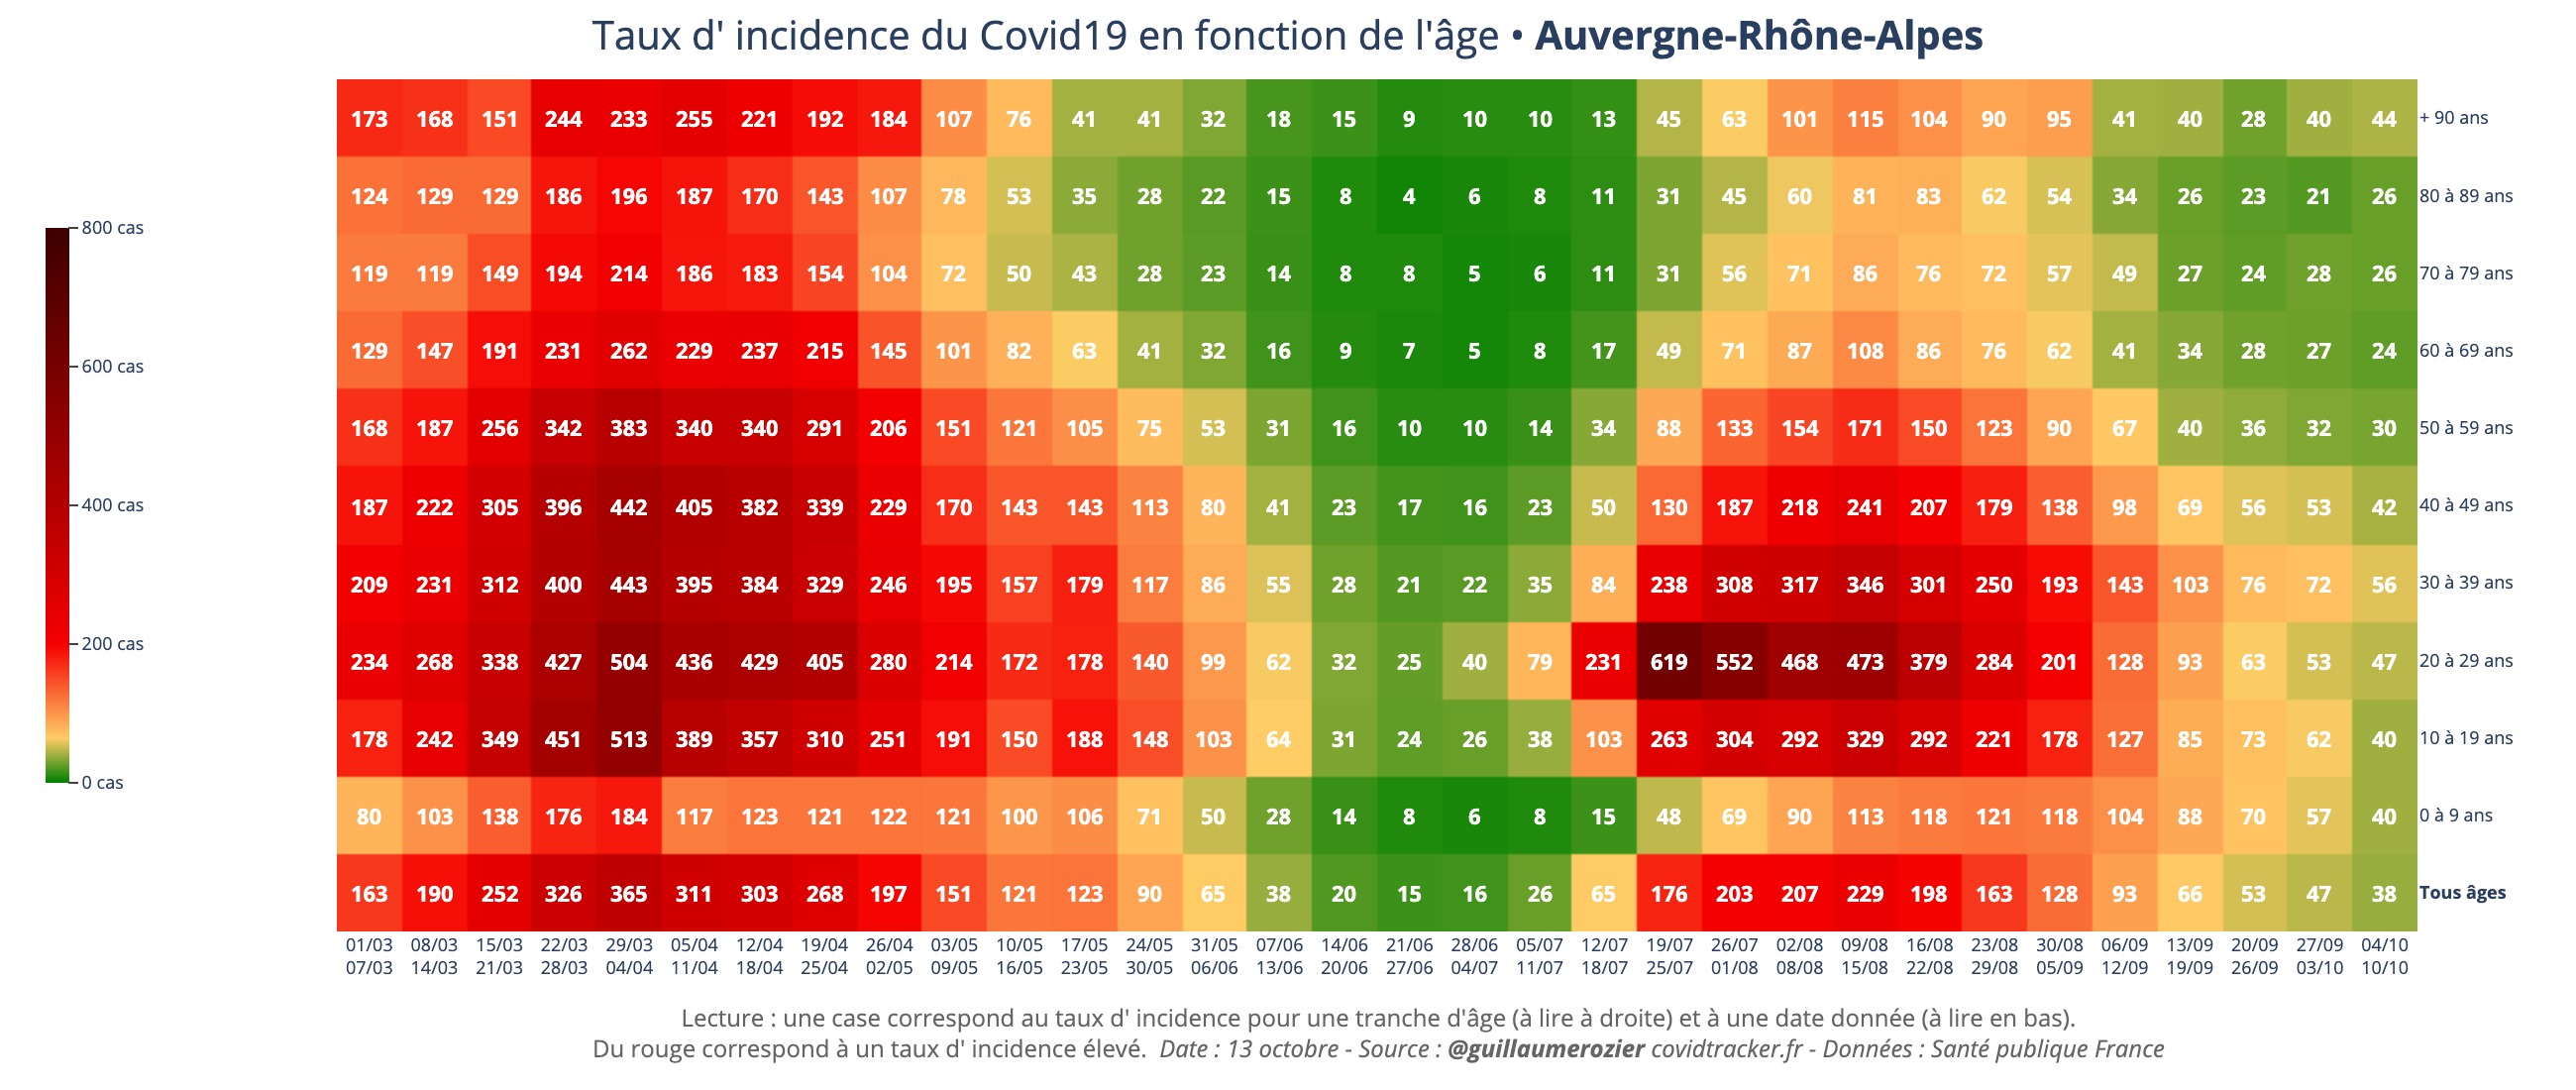 Taux d' incidence du Covid19 en fonction de l'âge • Auvergne-Rhône-Alpes
800 cas
600 cas
400 cas
200 cas
0 cas
173 168 151 244 233 255 221 192 184 107 76 41 41 32 18 15 9 10 10 13 45 63 101 115 104 90 95 41 40 28 40 44 + 90 ans
124 129 129 186 196 187 170 143 107 78 53 35 28 22 15 8 4 6 8 11 31 45 60 81 83 62 54 34 26 23 21 26 80 à 89 ans
119 119 149 194 214 186 183 154 104 72 50 43 28 23 14 8 8 5 6 11 31 56 71 86 76 72 57 49 27 24 28 26 70 à 79 ans
129 147 191 231 262 229 237 215 145 101 82 63 41 32 16 9 7 5 8 17 49 71 87 108 86 76 62 41 34 28 27 24 60 à 69 ans
168 187 256 342 383 340 340 291 206 151 121 105 75 53 31 16 10 10 14 34 88 133 154 171 150 123 90 67 40 36 32 30 50 à 59 ans
187 222 305 396 442 405 382 339 229 170 143 143 113 80 41 23 17 16 23 50 130 187 218 241 207 179 138 98 69 56 53 42 40 à 49 ans
209 231 312 400 443 395 384 329 246 195 157 179 117 86 55 28 21 22 35 84 238 308 317 346 301 250 193 143 103 76 72 56 30 à 39 ans
234 268 338 427 504 436 429 405 280 214 172 178 140 99 62 32 25 40 79 231 619 552 468 473 379 284 201 128 93 63 53 47 20 à 29 ans
178 242 349 451 513 389 357 310 251 191 150 188 148 103 64 31 24 26 38 103 263 304 292 329 292 221 178 127 85 73 62 40 10 à 19 ans
80 103 138 176 184 117 123 121 122 121 100 106 71 50 28 14 8 6 8 15 48 69 90 113 118 121 118 104 88 70 57 40 0 à 9 ans
163 190 252 326 365 311 303 268 197 151 121 123 90 65 38 20 15 16 26 65 176 203 207 229 198 163 128 93 66 53 47 38 Tous âges
01/03 08/03 15/03 22/03 29/03 05/04 12/04 19/04 26/04 03/05 10/05 17/05 24/05 31/05 07/06 14/06 21/06 28/06 05/07 12/07 19/07 26/07 02/08 09/08 16/08 23/08 30/08 06/09 13/09 20/09 27/09 04/10
07/03 14/03 21/03 28/03 04/04 11/04 18/04 25/04 02/05 09/05 16/05 23/05 30/05 06/06 13/06 20/06 27/06 04/07 11/07 18/07 25/07 01/08 08/08 15/08 22/08 29/08 05/09 12/09 19/09 26/09 03/10 10/10
Lecture : une case correspond au taux d' incidence pour une tranche d'âge (à lire à droite) et à une date donnée (à lire en bas).
Du rouge correspond à un taux d' incidence élevé. Date : 13 octobre - Source : @guillaumerozier covidtracker.fr - Données : Santé publique France